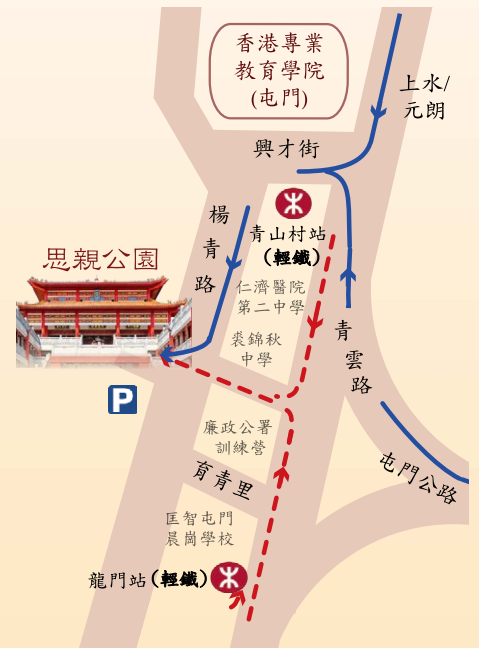 香港專業
教育學院
(屯門)
上水/
元朗
興才街
楊青路
青山村站
(輕鐵)
思親公園
仁濟醫院
第二中學
裘錦秋
中學
青雲路
P
廉政公署
訓練營
屯門公路
育青里
匡智屯門
晨崗學校
龍門站(輕鐵)